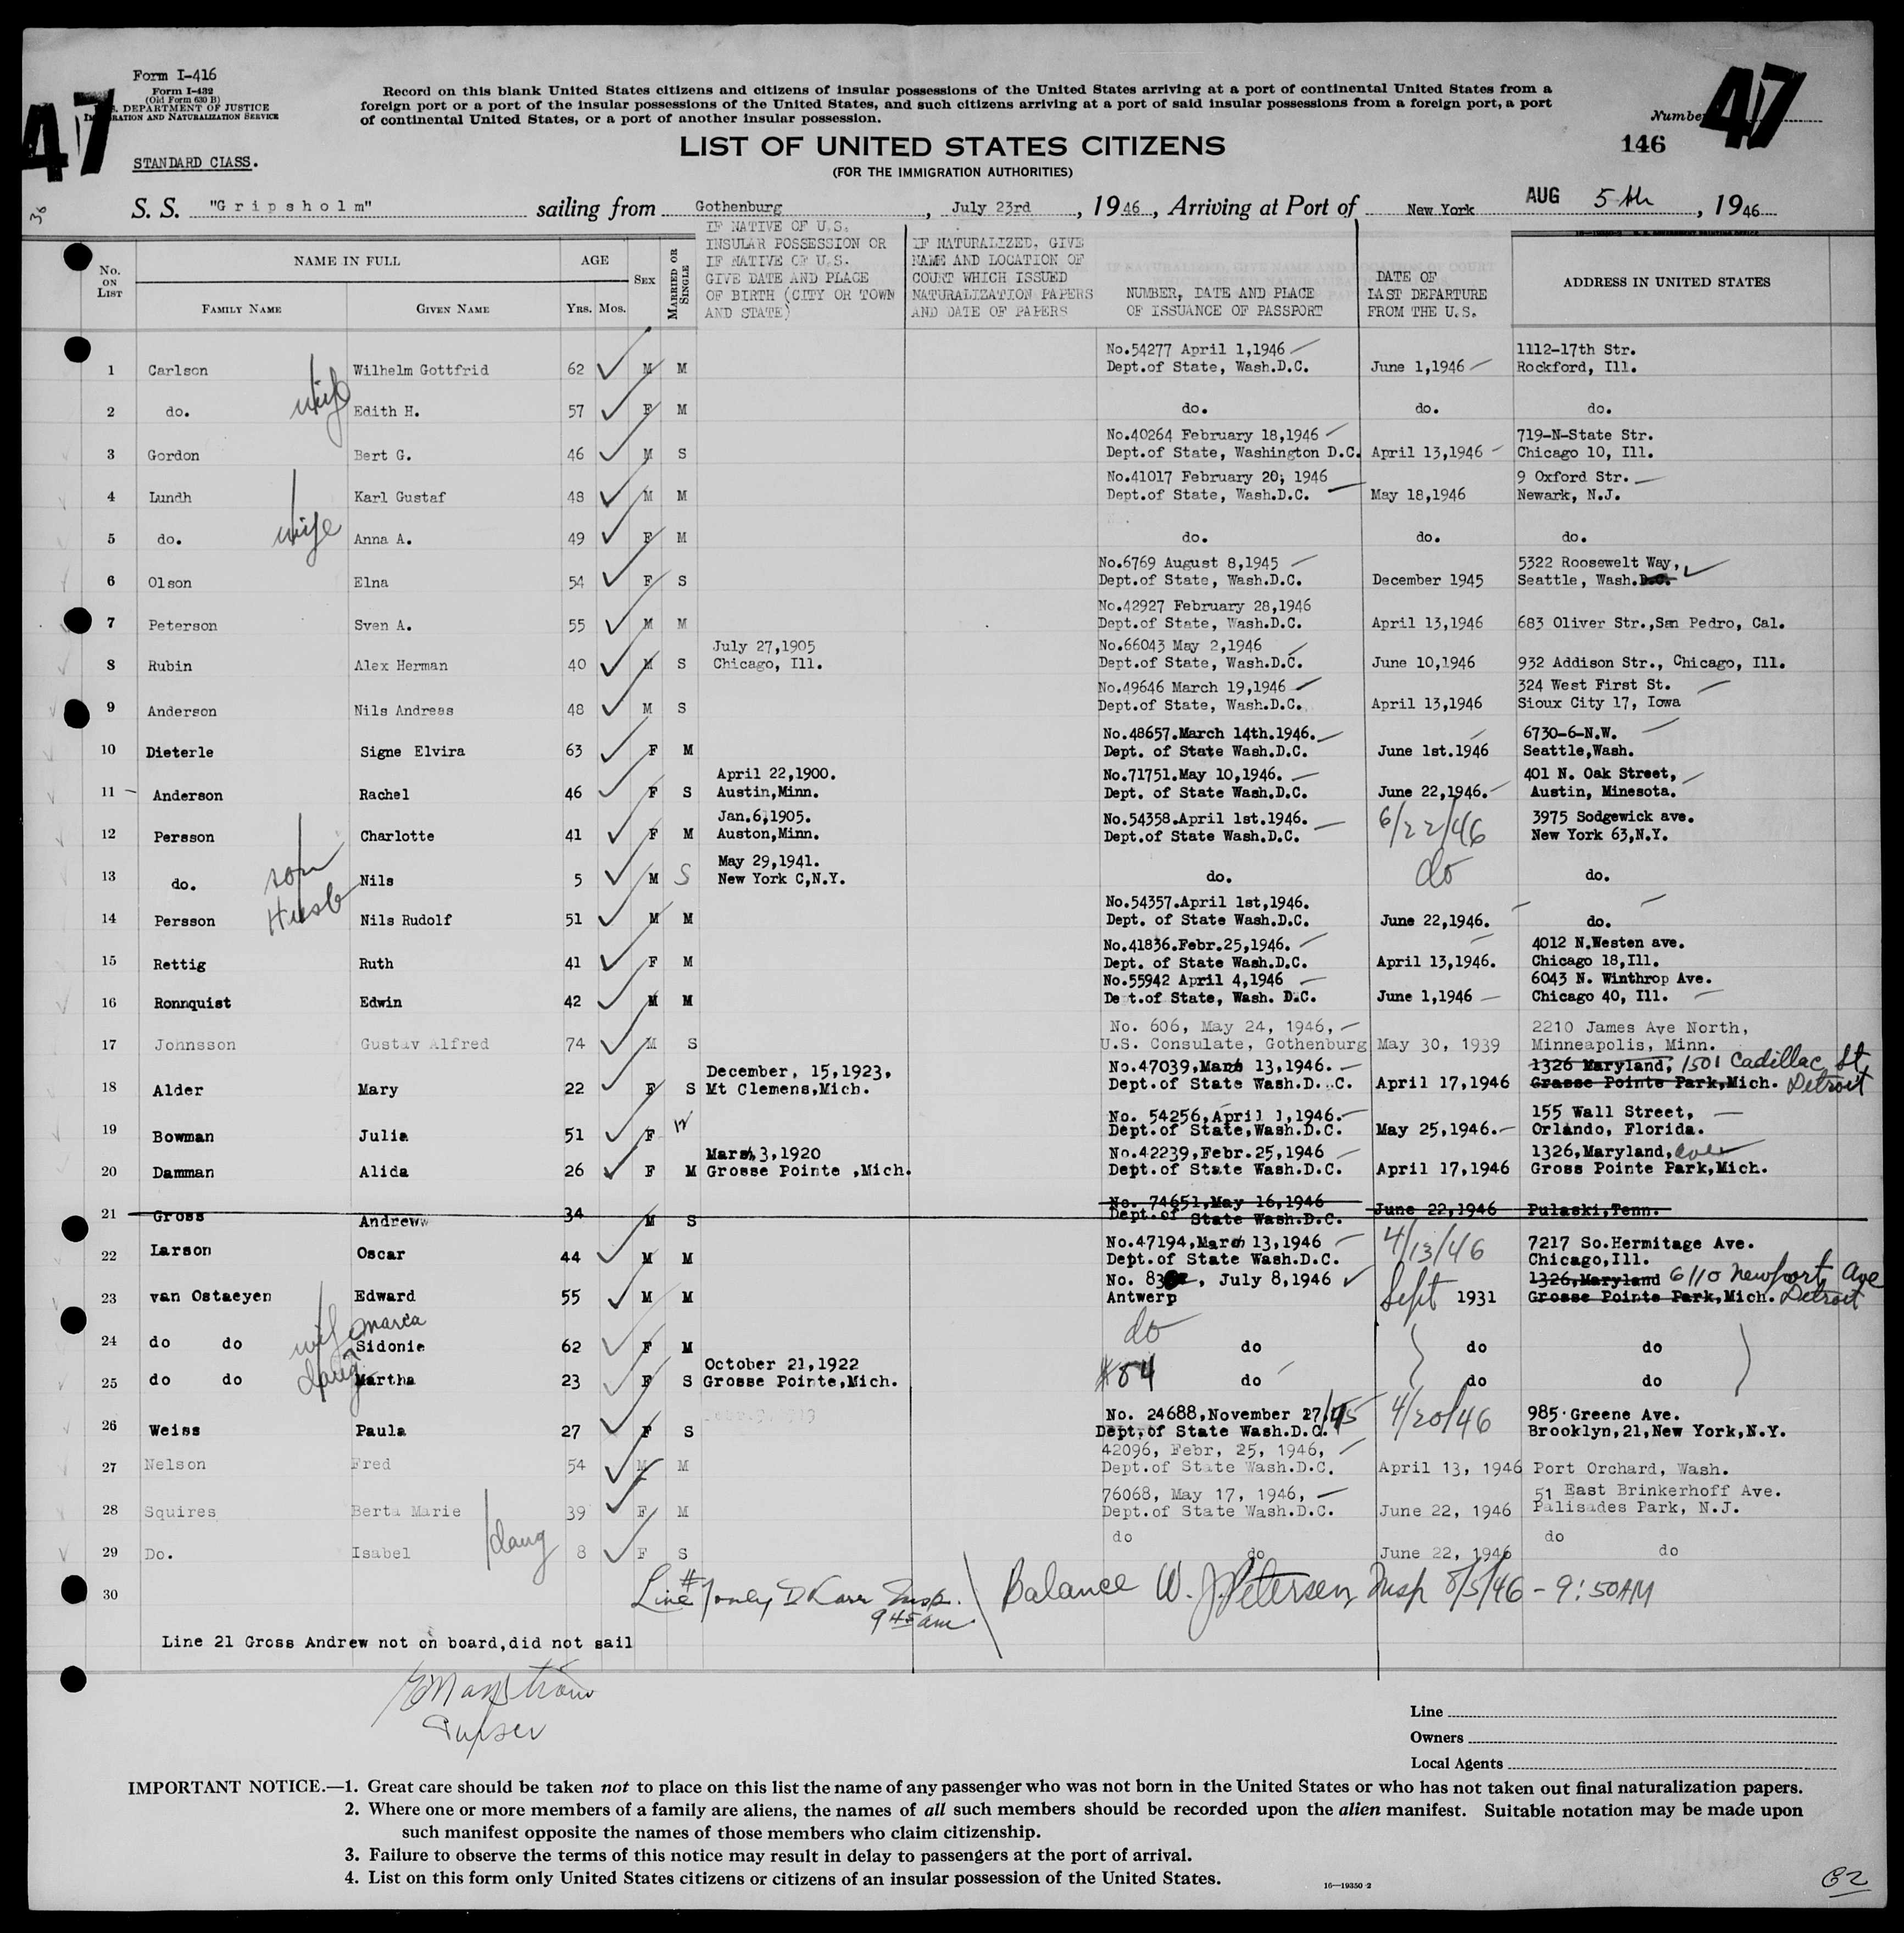 Form I-416
Form I-432
(Old Form 630 B)
DEPARTMENT OF JUSTICE
IMMIGRATION AND NATURALIZATION SERVICE
47
STANDARD CLASS.
36
Record on this blank United States citizens and citizens of insular possessions of the United States arriving at a port of continental United States from a
foreign port or a port of the insular possessions of the United States, and such citizens arriving at a port of said insular possessions from a foreign port, a port
of continental United States, or a port of another insular possession.
LIST OF UNITED STATES CITIZENS
(FOR THE IMMIGRATION AUTHORITIES)
Number 47
146
S. S. "Gripsholm" sailing from Gothenburg, July 23rd, 1946, Arriving at Port of New York AUG 5th, 1946
No. ON LIST
NAME IN FULL
FAMILY NAME GIVEN NAME
AGE
YRS. MOS.
SEX
MARRIED OR SINGLE
IF NATIVE OF U.S. INSULAR POSSESSION OR IF NATIVE OF U.S. GIVE DATE AND PLACE OF BIRTH (CITY OR TOWN AND STATE)
IF NATURALIZED, GIVE NAME AND LOCATION OF COURT WHICH ISSUED NATURALIZATION PAPERS AND DATE OF PAPERS
NUMBER, DATE AND PLACE OF ISSUANCE OF PASSPORT
DATE OF LAST DEPARTURE FROM THE U.S.
ADDRESS IN UNITED STATES
1 Carlson Wilhelm Gottfrid 62 M M No.54277 April 1,1946 Dept.of State, Wash.D.C. June 1,1946 1112-17th Str. Rockford, Ill.
2 do. wife Edith H. 57 F M do. do. do.
3 Gordon Bert G. 46 M S No.40264 February 18,1946 Dept.of State, Washington D.C. April 13,1946 719-N-State Str. Chicago 10, Ill.
4 Lundh Karl Gustaf 48 M M No.41017 February 20; 1946 Dept.of State, Wash.D.C. May 18,1946 9 Oxford Str. Newark, N.J.
5 do. wife Anna A. 49 F M do. do. do.
6 Olson Elna 54 F S No.6769 August 8,1945 Dept.of State, Wash.D.C. December 1945 5322 Roosewelt Way, Seattle, Wash.D.C.
7 Peterson Sven A. 55 M M No.42927 February 28,1946 Dept.of State, Wash.D.C. April 13,1946 683 Oliver Str.,San Pedro, Cal.
8 Rubin Alex Herman 40 M S July 27,1905 Chicago, Ill. No.66043 May 2,1946 Dept.of State, Wash.D.C. June 10,1946 932 Addison Str., Chicago, Ill.
9 Anderson Nils Andreas 48 M S No.49646 March 19,1946 Dept.of State, Wash.D.C. April 13,1946 324 West First St. Sioux City 17, Iowa
10 Dieterle Signe Elvira 63 F M No.48657.March 14th.1946. Dept. of State Wash.D.C. June 1st.1946 6730-6-N.W. Seattle,Wash.
11 Anderson Rachel 46 F S April 22,1900. Austin,Minn. No.71751.May 10,1946. Dept. of State Wash.D.C. June 22,1946. 401 N. Oak Street, Austin, Minesota.
12 Persson Charlotte 41 F M Jan.6,1905. Auston,Minn. No.54358.April 1st.1946. Dept.of State Wash.D.C. 6/22/46 3975 Sodgewick ave. New York 63,N.Y.
13 do. son Nils 5 M S May 29,1941. New York C,N.Y. do. do do.
14 Persson Husb Nils Rudolf 51 M M No.54357.April 1st,1946. Dept. of State Wash.D.C. June 22,1946. do.
15 Rettig Ruth 41 F M No.41836.Febr.25,1946. Dept. of State Wash.D.C. April 13,1946. 4012 N.Westen ave. Chicago 18,Ill.
16 Ronnquist Edwin 42 M M No.55942 April 4,1946 De t.of State, Wash. D.C. June 1,1946 6043 N. Winthrop Ave. Chicago 40, Ill.
17 Johnsson Gustav Alfred 74 M S No. 606, May 24, 1946, U.S. Consulate, Gothenburg May 30, 1939 2210 James Ave North, Minneapolis, Minn.
18 Alder Mary 22 F S December, 15,1923, Mt Clemens,Mich. No.47039, 13,1946. Dept.of State Wash.D. .C. April 17,1946 1326 Maryland, 1501 Cadillac St Grasse Pointe Park,Mich. Detroit
19 Bowman Julia 51 F W No. 54256,April 1,1946. Dept.of State,Wash.D.C. May 25,1946. 155 Wall Street, Orlando, Florida.
20 Damman Alida 26 F M March 3,1920 Grosse Pointe ,Mich. No.42239,Febr.25,1946 Dept.of State Wash.D.C. April 17,1946 1326,Maryland, ave Gross Pointe Park,Mich.
21 Gross Andreww 34 M S No. 74651,May 16,1946 Dept.of State Wash.D.C. June 22,1946 Pulaski,Tenn.
22 Larson Oscar 44 M M No.47194,March 13,1946 Dept.of State Wash.D.C. 4/13/46 7217 So.Hermitage Ave. Chicago,Ill.
23 van Ostaeyen Edward 55 M M No. 83, July 8,1946 Antwerp Sept 1931 1326,Maryland 6110 Newport Ave Grosse Pointe Park,Mich. Detroit
24 do do wife Maria Sidonie 62 F M do do do do
25 do do daug Martha 23 F S October 21,1922 Grosse Pointe,Mich. #84 do do do
26 Weiss Paula 27 F S No. 24688,November 27/45 Dept.of State Wash.D.C. 4/20/46 985 Greene Ave. Brooklyn,21,New York,N.Y.
27 Nelson Fred 54 M M 42096, Febr, 25, 1946, Dept.of State Wash.D.C. April 13, 1946 Port Orchard, Wash.
28 Squires Berta Marie 39 F M 76068, May 17, 1946, Dept.of State Wash.D.C. June 22, 1946 51 East Brinkerhoff Ave. Palisades Park, N.J.
29 Do. Isabel daug 8 F S do do June 22, 1946 do do
30 Line # only Insp. 9 45 am Balance W. J. Petersen Insp 8/5/46 - 9:50AM
Line 21 Gross Andrew not on board,did not sail
Purser
Line
Owners
Local Agents
IMPORTANT NOTICE.—1. Great care should be taken not to place on this list the name of any passenger who was not born in the United States or who has not taken out final naturalization papers.
2. Where one or more members of a family are aliens, the names of all such members should be recorded upon the alien manifest. Suitable notation may be made upon
such manifest opposite the names of those members who claim citizenship.
3. Failure to observe the terms of this notice may result in delay to passengers at the port of arrival.
4. List on this form only United States citizens or citizens of an insular possession of the United States.
16—19350-2